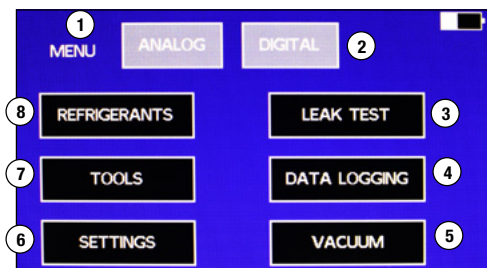 1
MENU ANALOG DIGITAL 2
8 REFRIGERANTS LEAK TEST 3
7 TOOLS DATA LOGGING 4
6 SETTINGS VACUUM 5